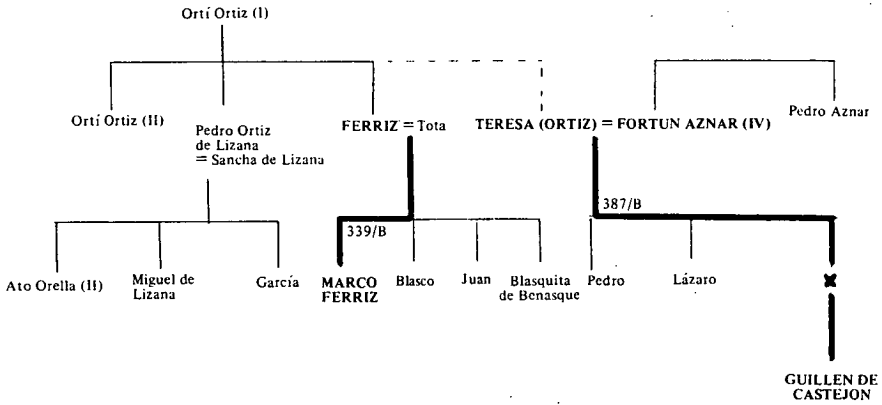 Ortí Ortiz (I)
Ortí Ortiz (II)
Pedro Ortiz
de Lizana
= Sancha de Lizana
FERRIZ = Tota
TERESA (ORTIZ) = FORTUN AZNAR (IV)
Pedro Aznar
339/B
387/B
Ato Orella (II)
Miguel de
Lizana
García
MARCO
FERRIZ
Blasco
Juan
Blasquita
de Benasque
Pedro
Lázaro
X
GUILLEN DE
CASTEJON